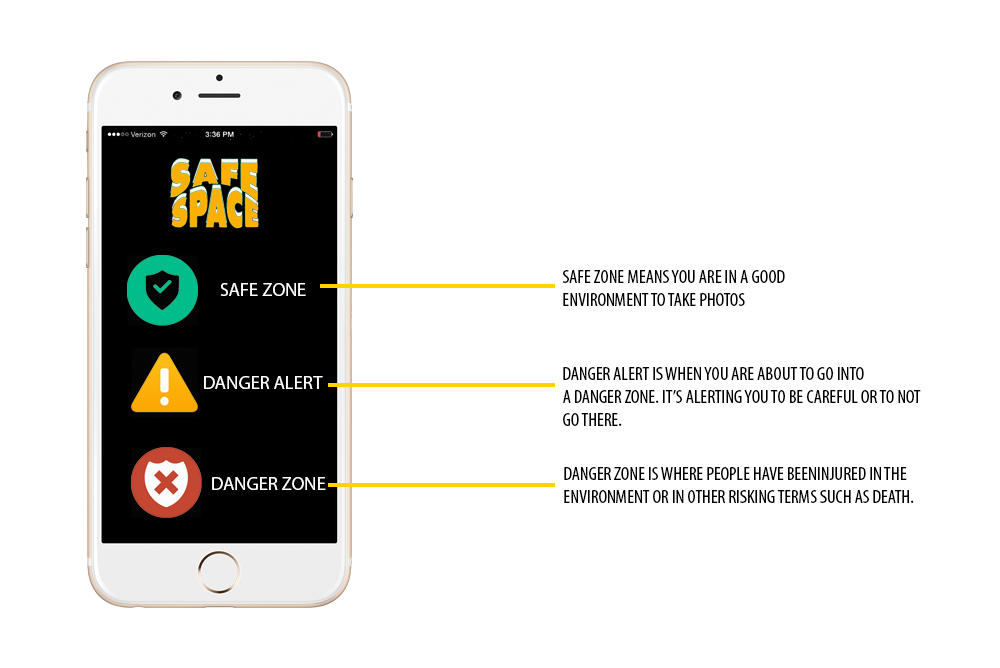 Verizon 3:36 PM
SAFE
SPACE
SAFE ZONE
SAFE ZONE MEANS YOU ARE IN A GOOD
ENVIRONMENT TO TAKE PHOTOS
DANGER ALERT
DANGER ALERT IS WHEN YOU ARE ABOUT TO GO INTO
A DANGER ZONE. IT'S ALERTING YOU TO BE CAREFUL OR TO NOT
GO THERE.
DANGER ZONE
DANGER ZONE IS WHERE PEOPLE HAVE BEENINJURED IN THE
ENVIRONMENT OR IN OTHER RISKING TERMS SUCH AS DEATH.